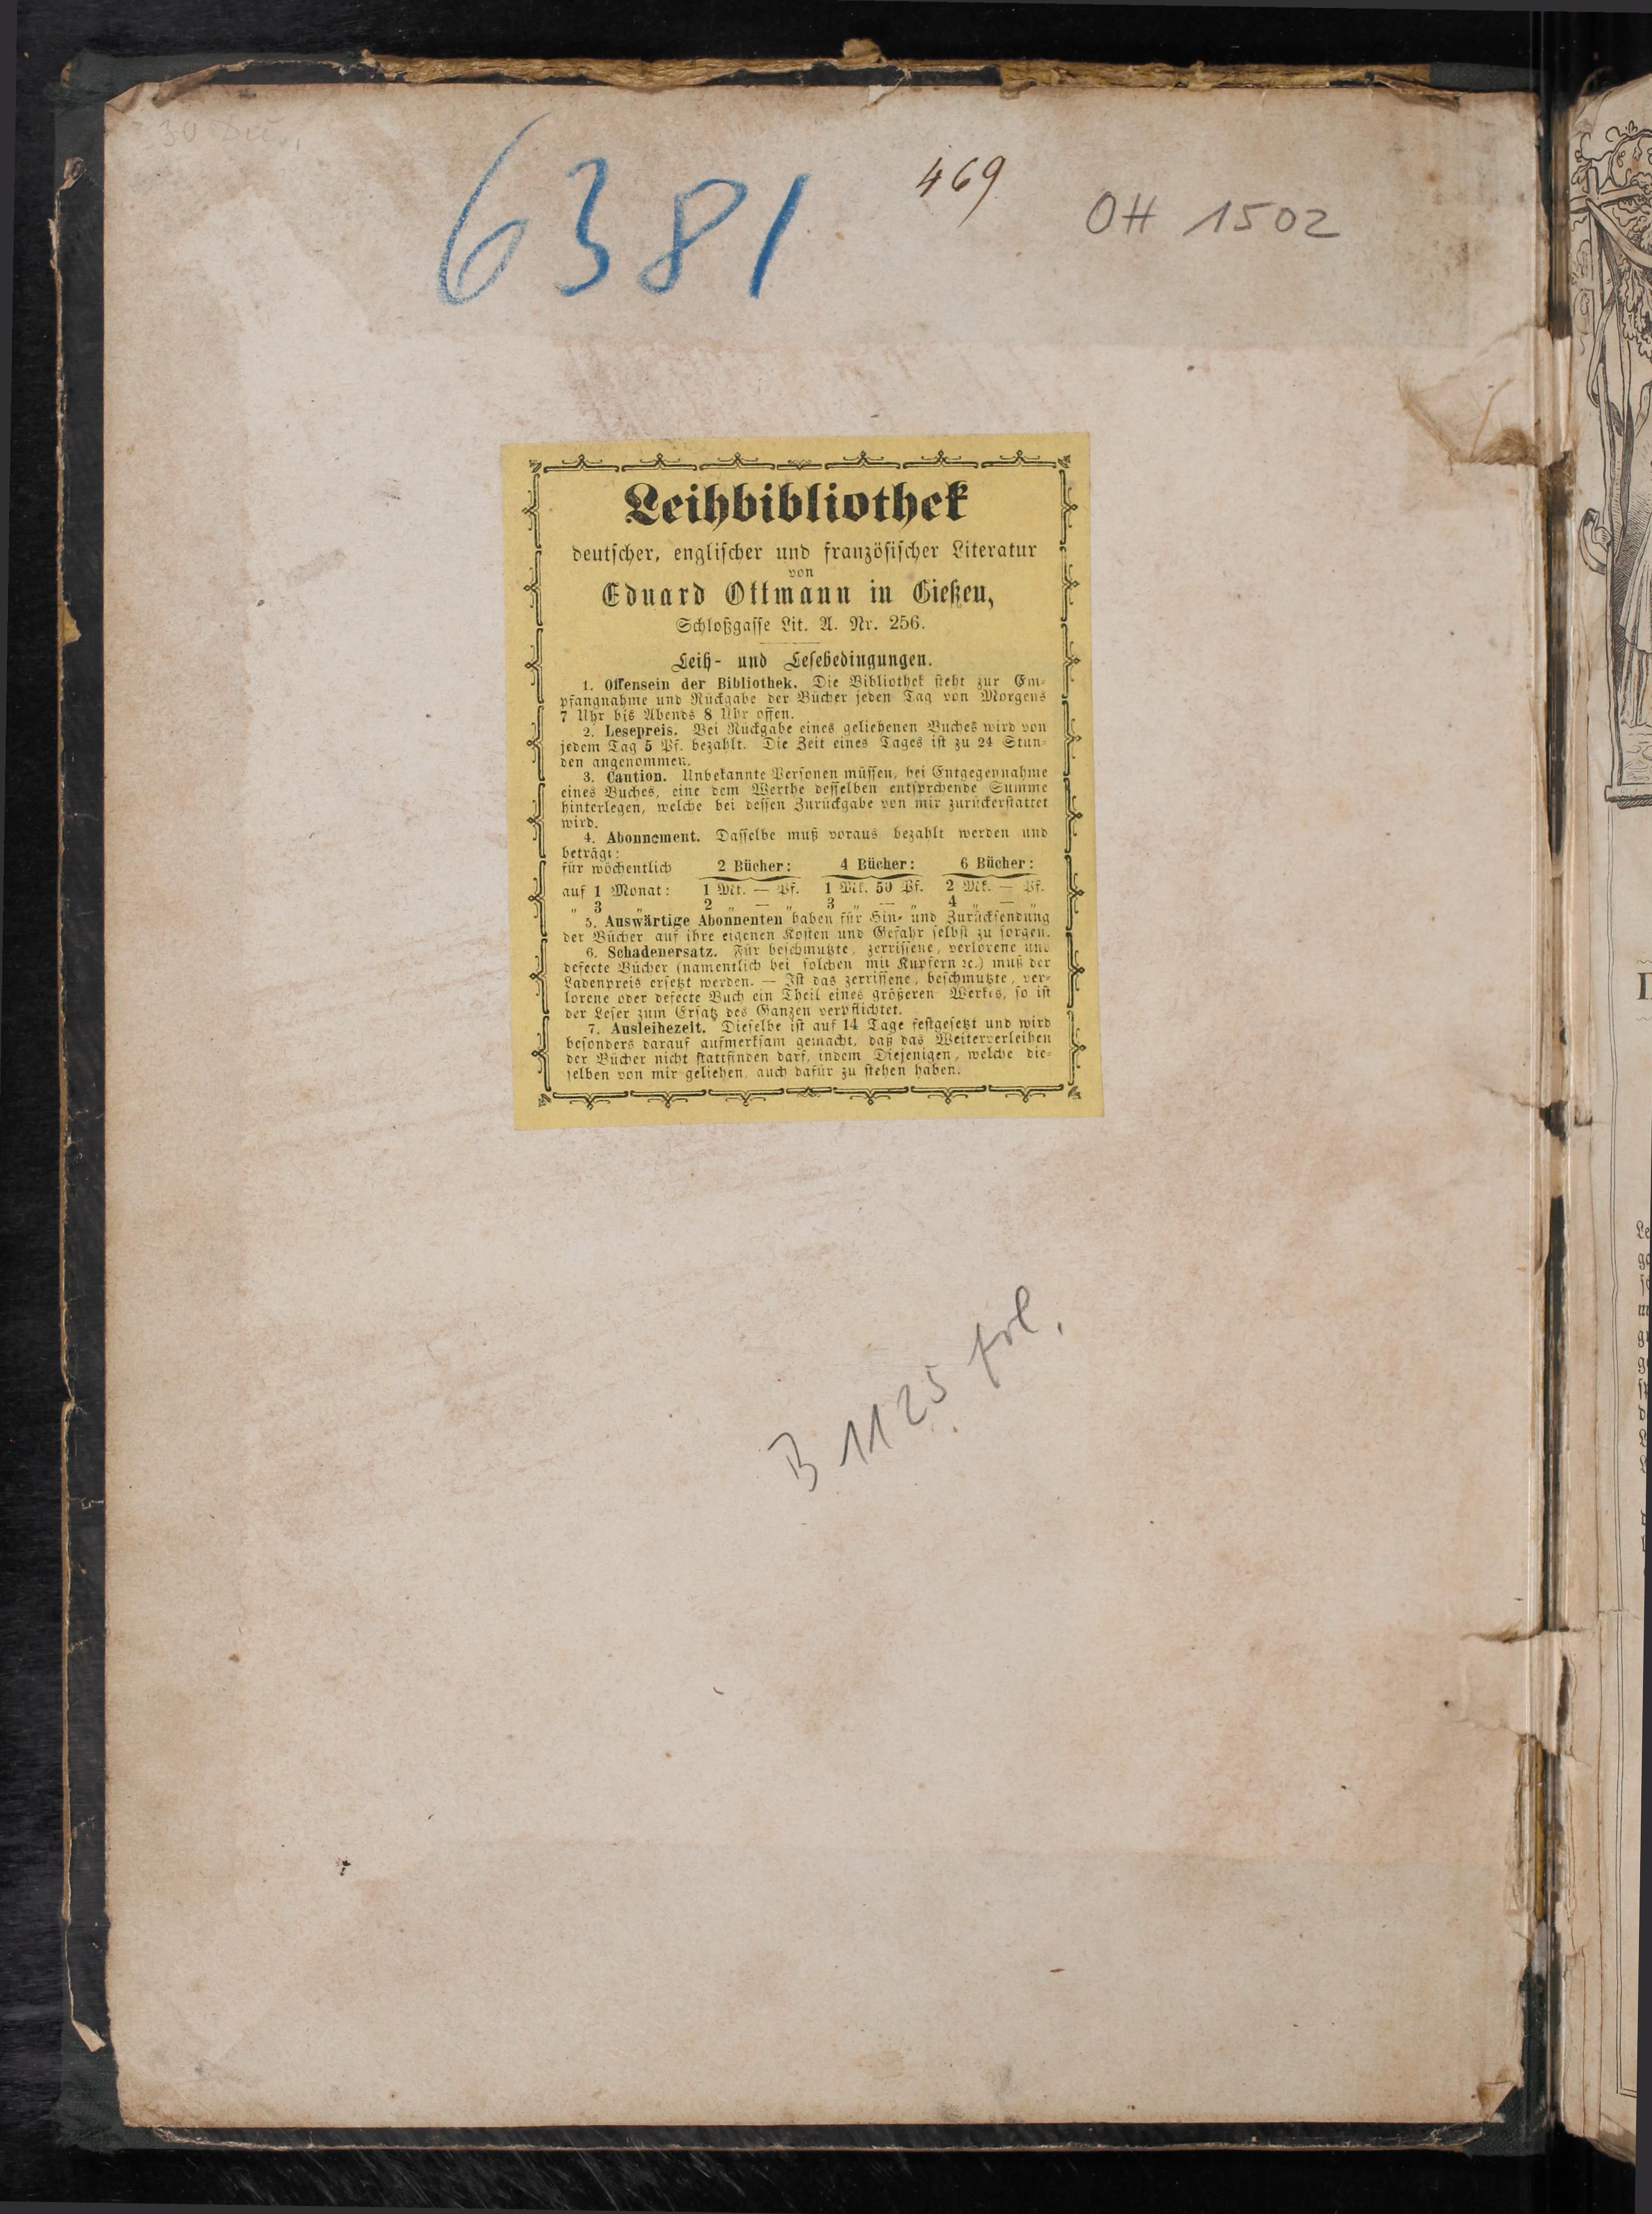 6381
469
OH 1502
Leihbibliothek
deutscher, englischer und französischer Literatur
von
Eduard Ottmann in Gießen,
Schloßgasse Lit. A. Nr. 256.
Leih- und Lesebedingungen.
1. Offensein der Bibliothek. Die Bibliothek steht zur Em-
pfangnahme und Rückgabe der Bücher jeden Tag von Morgens
7 Uhr bis Abends 8 Uhr offen.
2. Lesepreis. Bei Rückgabe eines geliehenen Buches wird von
jedem Tag 5 Pf. bezahlt. Die Zeit eines Tages ist zu 24 Stun-
den angenommen.
3. Caution. Unbekannte Personen müssen, bei Entgegennahme
eines Buches, eine dem Werthe desselben entsprchende Summe
hinterlegen, welche bei dessen Zurückgabe von mir zurückerstattet
wird.
4. Abonnement. Dasselbe muß voraus bezahlt werden und
beträgt:
für wöchentlich 2 Bücher: 4 Bücher: 6 Bücher:
auf 1 Monat: 1 Mk. — Pf. 1 Mk. 50 Pf. 2 Mk. — Pf.
„ 3 „ 2 „ — „ 3 „ — „ 4 „ — „
5. Auswärtige Abonnenten haben für Hin- und Zurücksendung
der Bücher auf ihre eigenen Kosten und Gefahr selbst zu sorgen.
6. Schadenersatz. Für beschmutzte, zerrissene, verlorene und
defecte Bücher (namentlich bei solchen mit Kupfern ꝛc.) muß der
Ladenpreis ersetzt werden. — Ist das zerrissene, beschmutzte, ver-
lorene oder defecte Buch ein Theil eines größeren Werkes, so ist
der Leser zum Ersatz des Ganzen verpflichtet.
7. Ausleihezeit. Dieselbe ist auf 14 Tage festgesetzt und wird
besonders darauf aufmerksam gemacht, daß das Weiterverleihen
der Bücher nicht stattfinden darf, indem Diejenigen, welche die-
selben von mir geliehen, auch dafür zu stehen haben.
B 1125